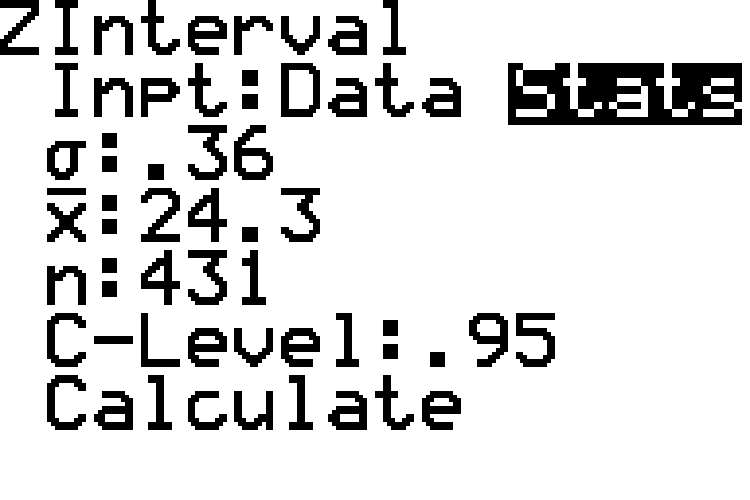 ZInterval
Inpt:Data Stats
σ:.36
x̄:24.3
n:431
C-Level:.95
Calculate